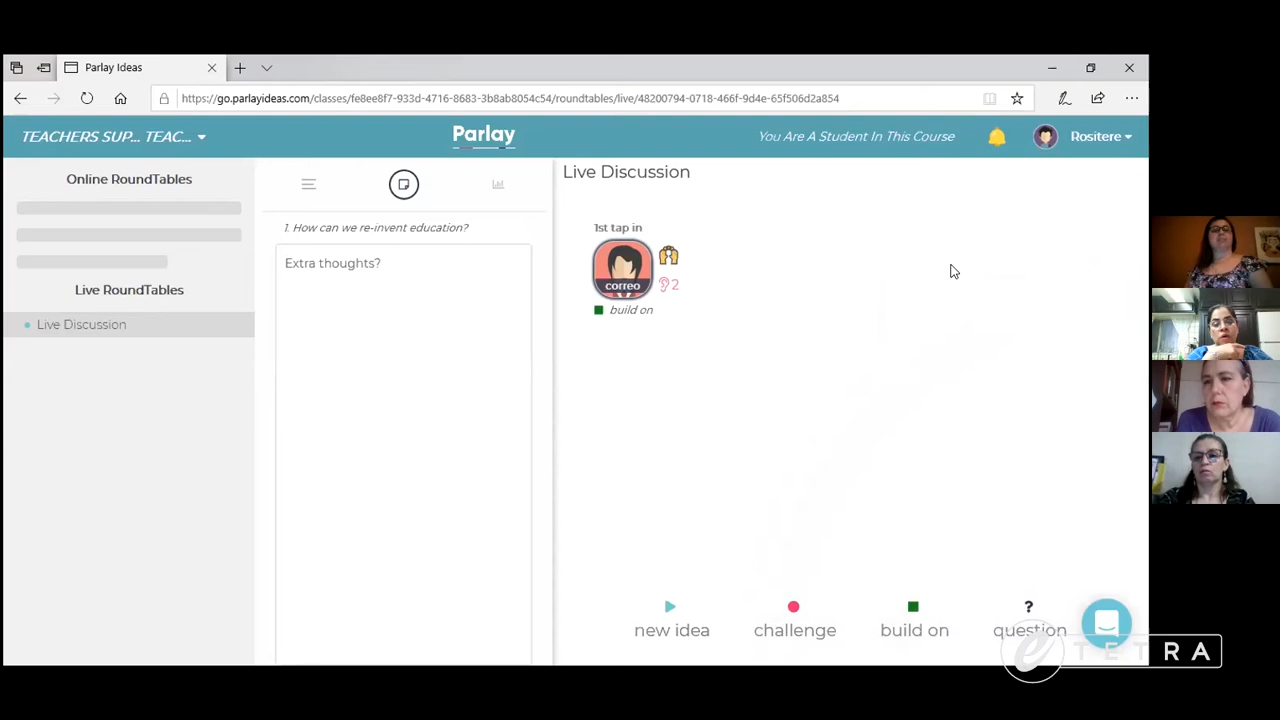 Parlay Ideas
https://go.parlayideas.com/classes/fe8ee8f7-933d-4716-8683-3b8ab8054c54/roundtables/live/48200794-0718-466f-9d4e-65f506d2a854
TEACHERS SUP... TEAC...
Parlay
You Are A Student In This Course
Rositere
Online RoundTables
Live RoundTables
Live Discussion
1. How can we re-invent education?
Extra thoughts?
Live Discussion
1st tap in
correo
2
build on
new idea
challenge
build on
?
question
e TETRA